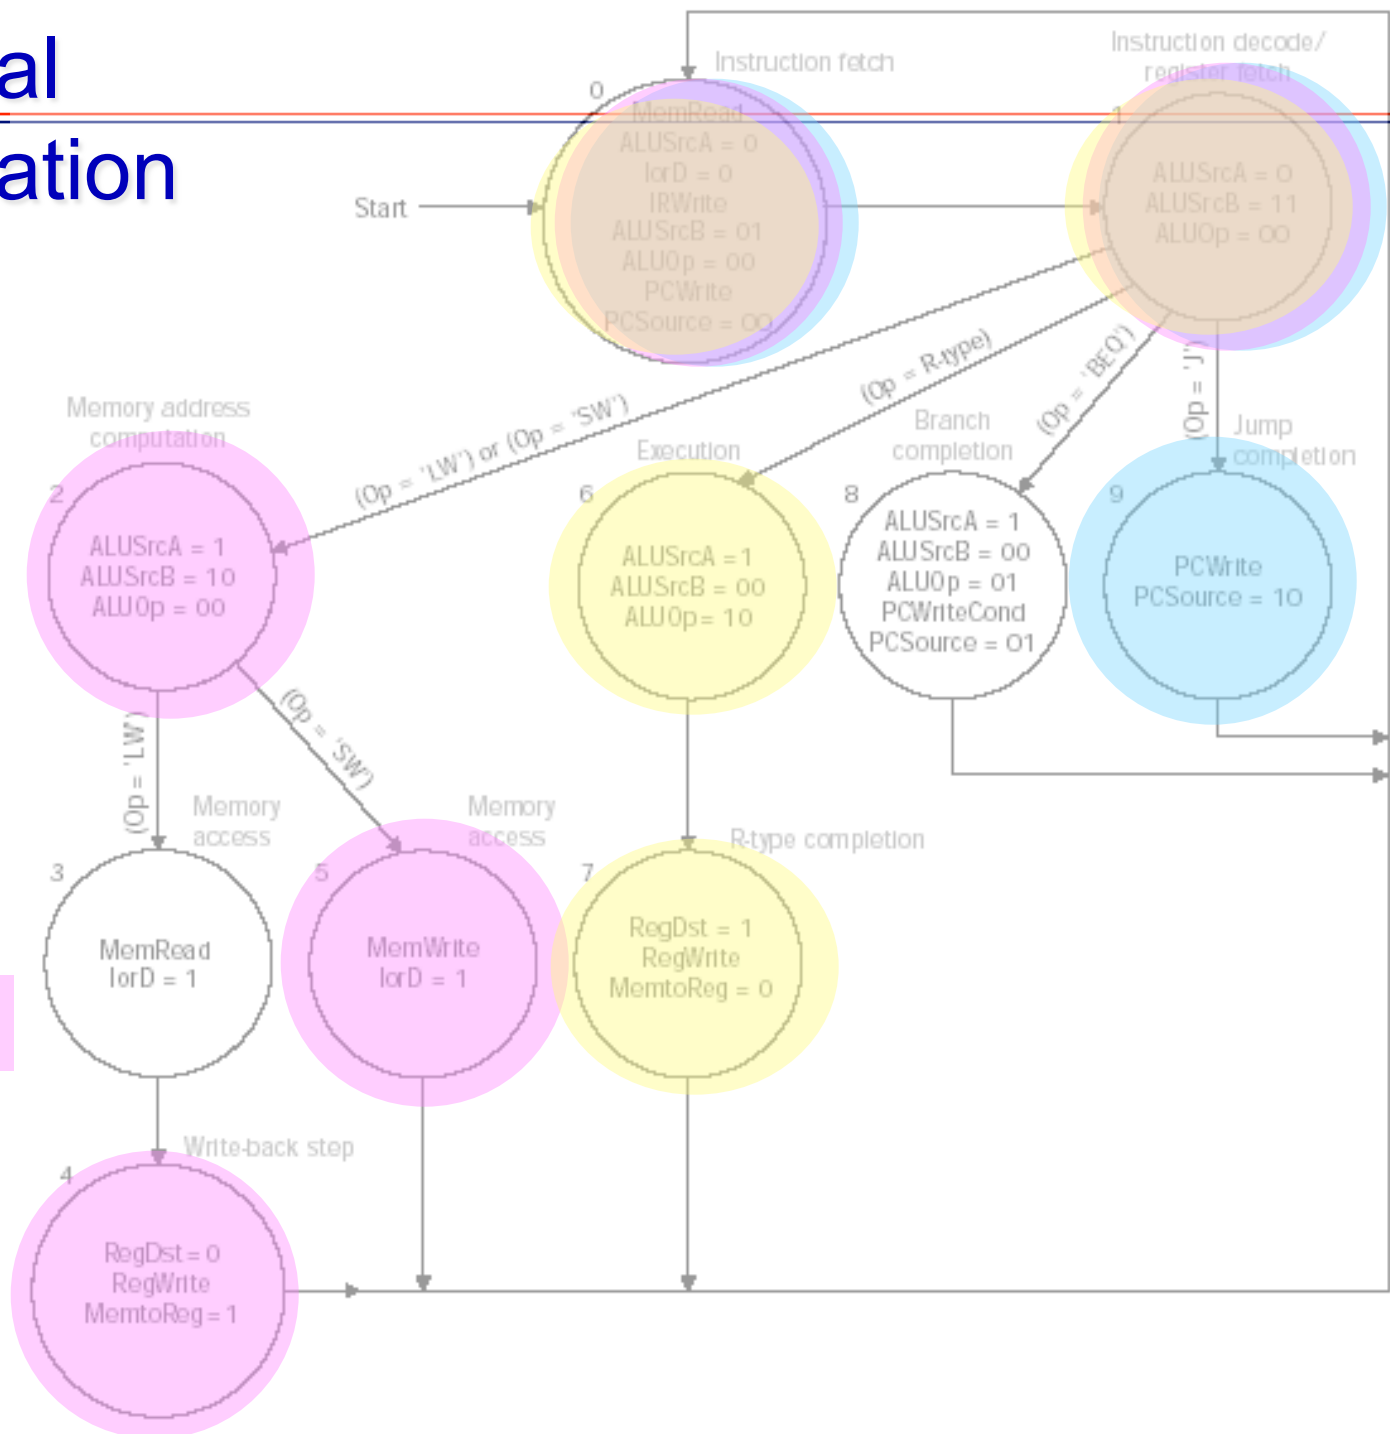 al
ation
Instruction fetch
Instruction decode/
register fetch
0
MemRead
ALUSrcA = 0
IorD = 0
IRWrite
ALUSrcB = 01
ALUOp = 00
PCWrite
PCSource = 00
1
ALUSrcA = 0
ALUSrcB = 11
ALUOp = 00
Start
(Op = 'LW') or (Op = 'SW')
(Op = R-type)
(Op = 'BEQ')
(Op = 'J')
Memory address
computation
2
ALUSrcA = 1
ALUSrcB = 10
ALUOp = 00
Execution
6
ALUSrcA = 1
ALUSrcB = 00
ALUOp = 10
Branch
completion
8
ALUSrcA = 1
ALUSrcB = 00
ALUOp = 01
PCWriteCond
PCSource = 01
Jump
completion
9
PCWrite
PCSource = 10
(Op = 'LW')
(Op = 'SW')
Memory
access
3
MemRead
IorD = 1
Memory
access
5
MemWrite
IorD = 1
R-type completion
7
RegDst = 1
RegWrite
MemtoReg = 0
Write-back step
4
RegDst = 0
RegWrite
MemtoReg = 1